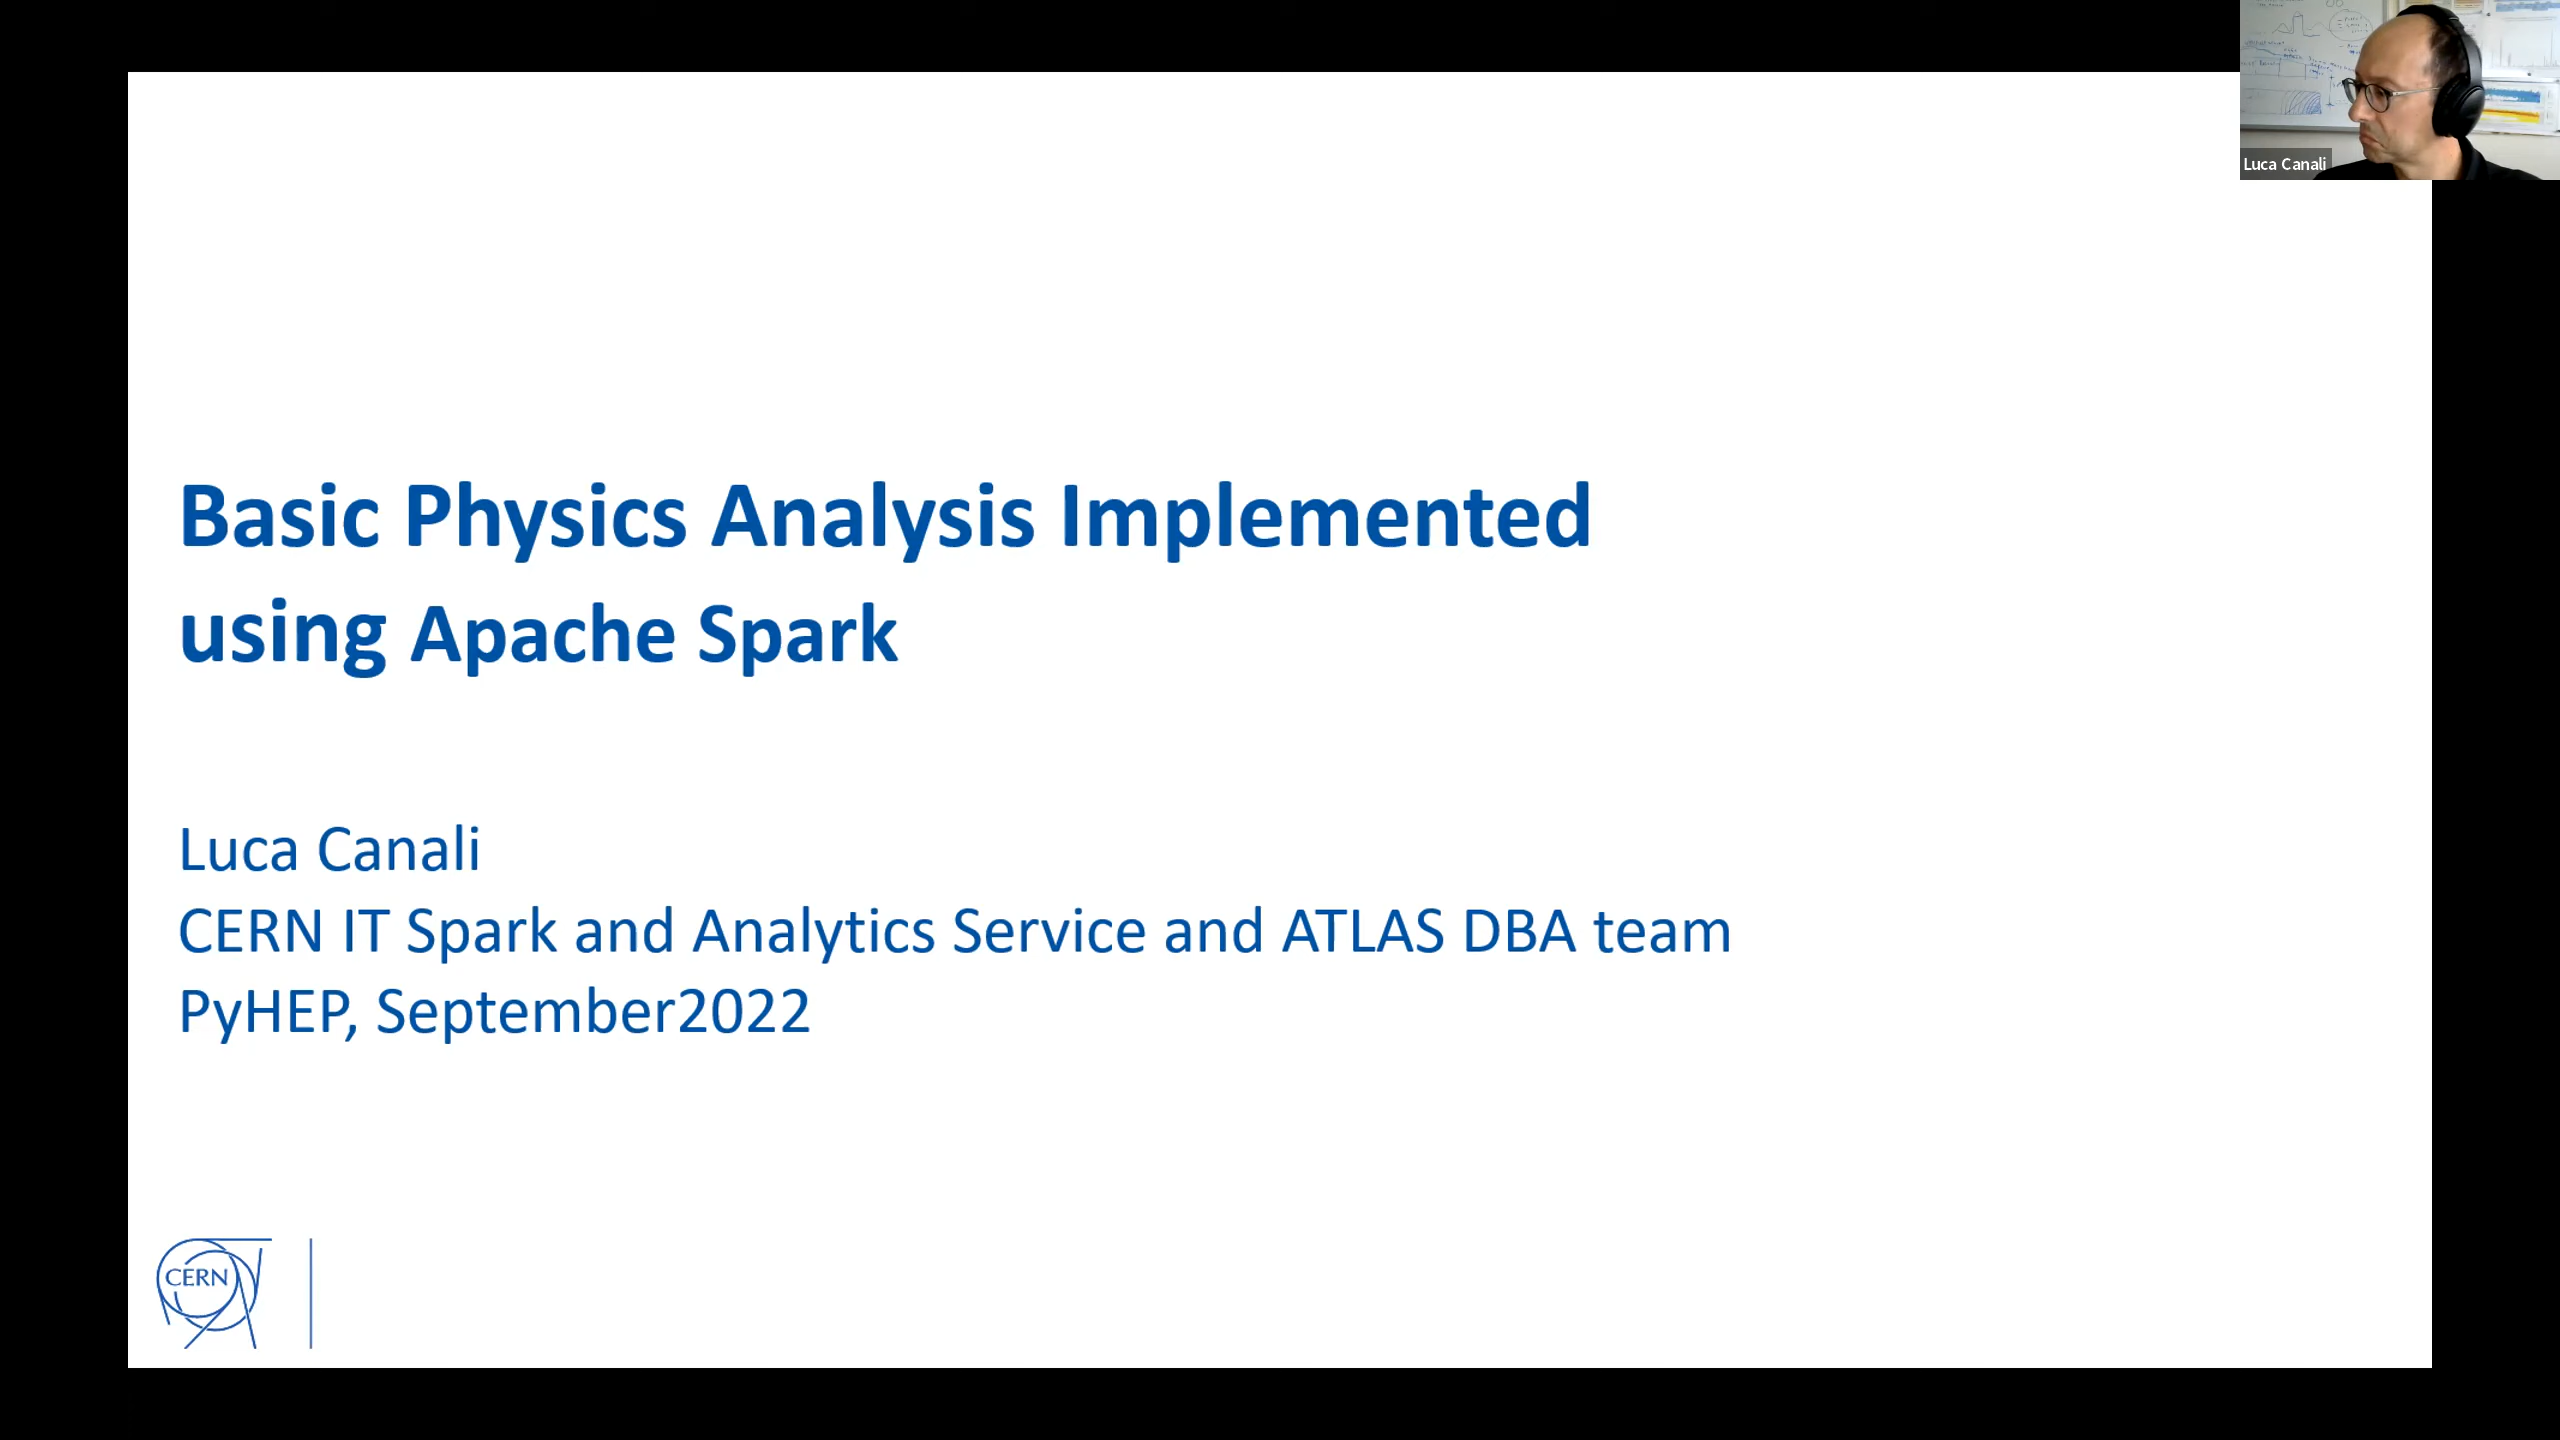 Luca Canali
Basic Physics Analysis Implemented
using Apache Spark
Luca Canali
CERN IT Spark and Analytics Service and ATLAS DBA team
PyHEP, September2022
CERN